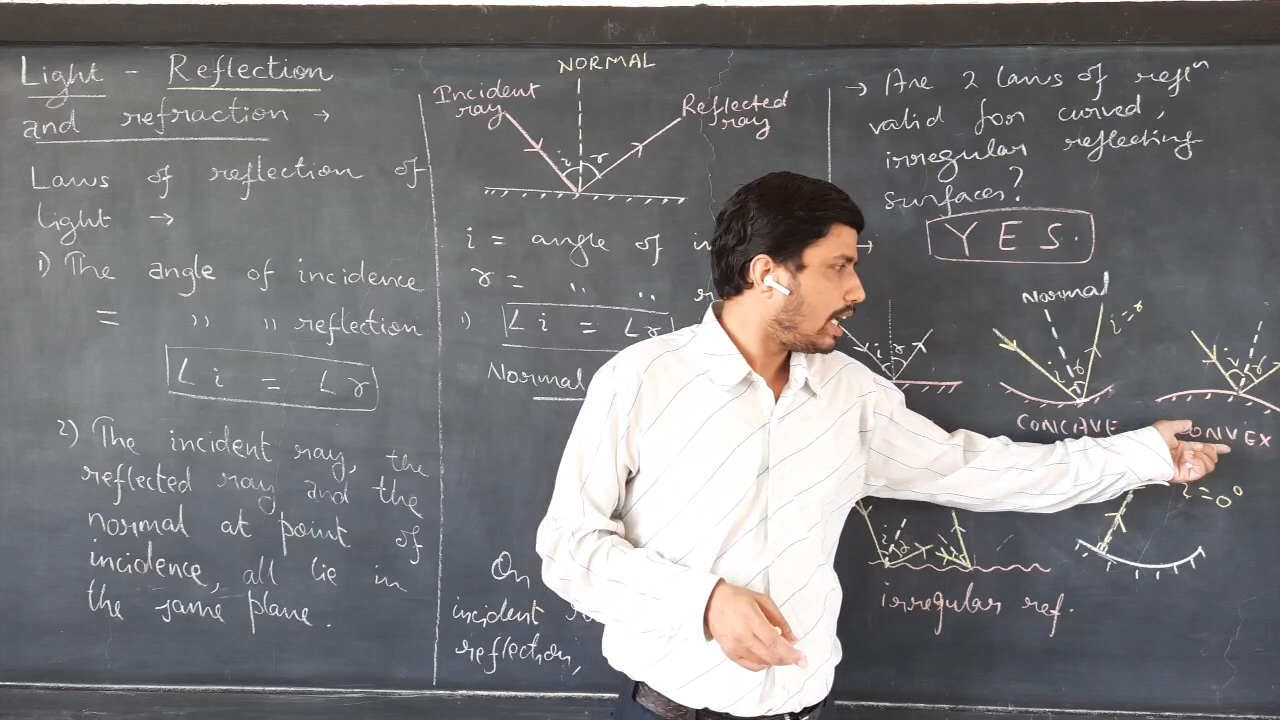 Light - Reflection
and refraction →
Laws of reflection of
light →
1) The angle of incidence
= ,, ,, reflection
∠i = ∠r
2) The incident ray, the
reflected ray and the
normal at point of
incidence, all lie in
the same plane.
NORMAL
Incident
ray
Reflected
ray
i r
i = angle of
r = ,, ,,
1) ∠i = ∠r
Normal
On
incident
reflection,
→ Are 2 laws of reflⁿ
valid for curved,
irregular reflecting
surfaces?
→ YES.
i r
Normal
i r
i=r
CONCAVE
i r
CONVEX
i r
irregular ref.
i=0°